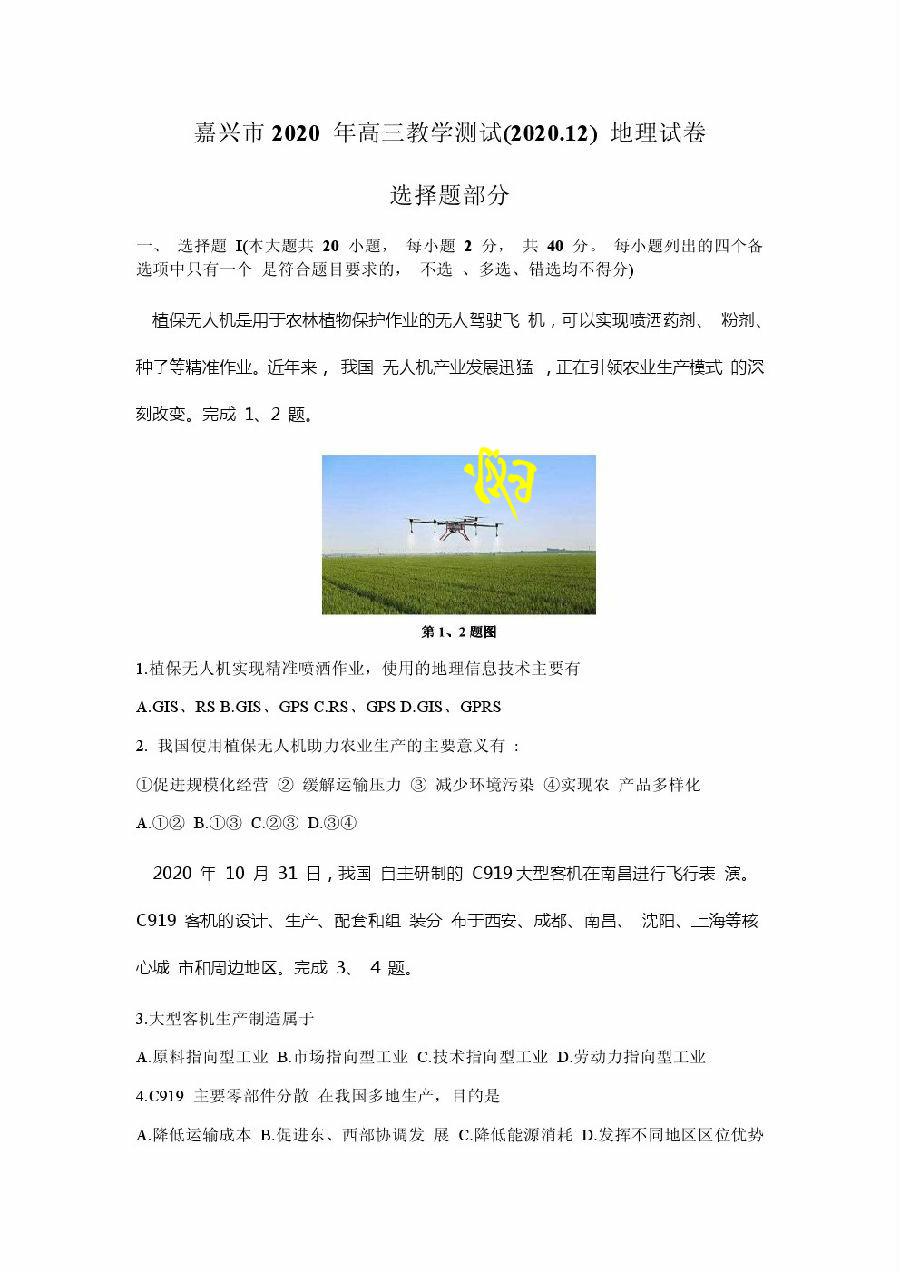 嘉兴市 2020 年高三教学测试(2020.12) 地理试卷
选择题部分
一、 选择题 I(本大题共 20 小题， 每小题 2 分， 共 40 分。 每小题列出的四个备
选项中只有一个 是符合题目要求的， 不选 、多选、错选均不得分)
植保无人机是用于农林植物保护作业的无人驾驶飞 机，可以实现喷洒药剂、 粉剂、
种了等精准作业。近年来， 我国 无人机产业发展迅猛 ,正在引领农业生产模式 的深
刻改变。完成 1、2 题。
第 1、2 题图
1.植保无人机实现精准喷洒作业，使用的地理信息技术主要有
A.GIS、RS B.GIS、GPS C.RS、GPS D.GIS、GPRS
2. 我国使用植保无人机助力农业生产的主要意义有 :
①促进规模化经营 ② 缓解运输压力 ③ 减少环境污染 ④实现农 产品多样化
A.①② B.①③ C.②③ D.③④
2020 年 10 月 31 日，我国 自主研制的 C919大型客机在南昌进行飞行表 演。
C919 客机的设计、生产、配套和组 装分 布于西安、成都、南昌、 沈阳、上海等核
心城 市和周边地区。完成 3、 4 题。
3.大型客机生产制造属于
A.原料指向型工业 B.市场指向型工业 C.技术指向型工业 D.劳动力指向型工业
4.C919 主要零部件分散 在我国多地生产，目的是
A.降低运输成本 B.促进东、西部协调发 展 C.降低能源消耗 D.发挥不同地区区位优势